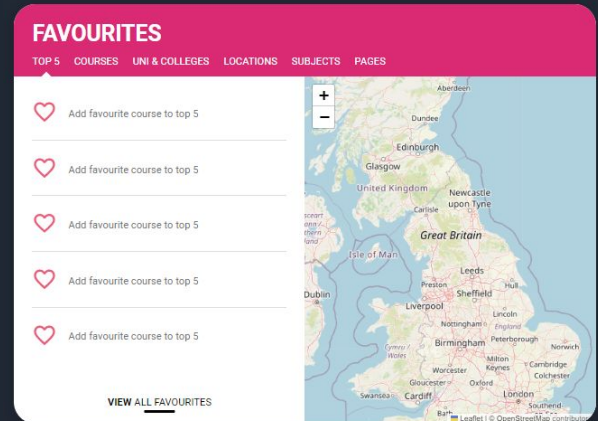 FAVOURITES
TOP 5 COURSES UNI & COLLEGES LOCATIONS SUBJECTS PAGES
Add favourite course to top 5
Add favourite course to top 5
Add favourite course to top 5
Add favourite course to top 5
Add favourite course to top 5
VIEW ALL FAVOURITES
+
−
Aberdeen
Dundee
Edinburgh
Glasgow
United Kingdom
Newcastle
upon Tyne
Carlisle
Great Britain
Isle of Man
Leeds
Preston
Hull
Sheffield
Dublin
Liverpool
Lincoln
Nottingham
England
Peterborough
Birmingham
Norwich
Cymru /
Wales
Milton
Keynes
Cambridge
Worcester
Colchester
Gloucester
Oxford
Swansea
Cardiff
London
Southend-
Bath
Leaflet | © OpenStreetMap contributors